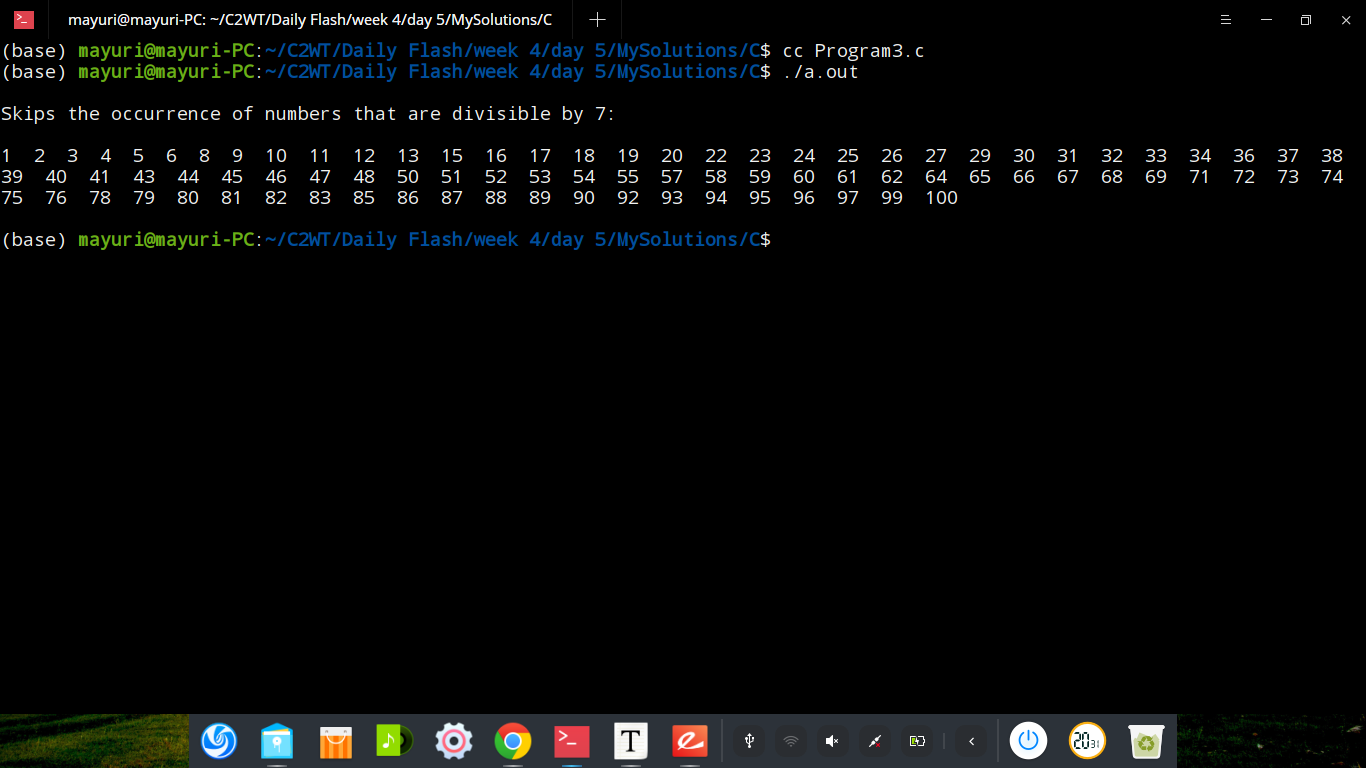 mayuri@mayuri-PC: ~/C2WT/Daily Flash/week 4/day 5/MySolutions/C
(base) mayuri@mayuri-PC:~/C2WT/Daily Flash/week 4/day 5/MySolutions/C$ cc Program3.c
(base) mayuri@mayuri-PC:~/C2WT/Daily Flash/week 4/day 5/MySolutions/C$ ./a.out
Skips the occurrence of numbers that are divisible by 7:
1 2 3 4 5 6 8 9 10 11 12 13 15 16 17 18 19 20 22 23 24 25 26 27 29 30 31 32 33 34 36 37 38
39 40 41 43 44 45 46 47 48 50 51 52 53 54 55 57 58 59 60 61 62 64 65 66 67 68 69 71 72 73 74
75 76 78 79 80 81 82 83 85 86 87 88 89 90 92 93 94 95 96 97 99 100
(base) mayuri@mayuri-PC:~/C2WT/Daily Flash/week 4/day 5/MySolutions/C$
T
20 31